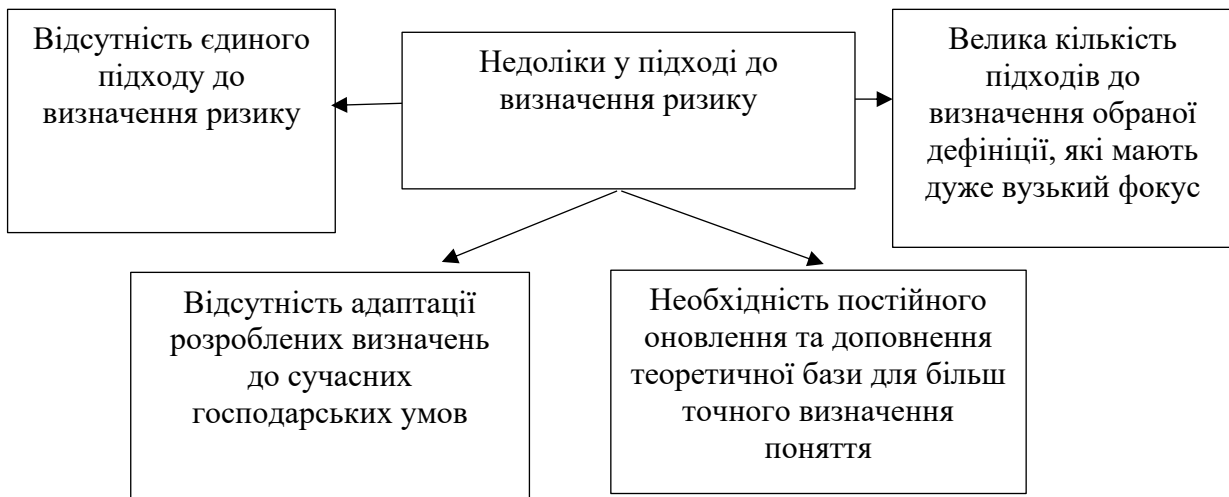 Відсутність єдиного
підходу до
визначення ризику
Недоліки у підході до
визначення ризику
Велика кількість
підходів до
визначення обраної
дефініції, які мають
дуже вузький фокус
Відсутність адаптації
розроблених визначень
до сучасних
господарських умов
Необхідність постійного
оновлення та доповнення
теоретичної бази для більш
точного визначення
поняття